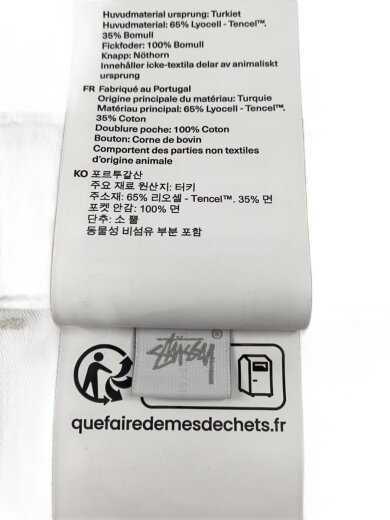 Huvudmaterial ursprung: Turkiet
Huvudmaterial: 65% Lyocell - Tencel™.
35% Bomull
Fickfoder: 100% Bomull
Knapp: Nöthorn
Innehåller icke-textila delar av animaliskt
ursprung
FR Fabriqué au Portugal
Origine principale du matériau: Turquie
Matériau principal: 65% Lyocell - Tencel™.
35% Coton
Doublure poche: 100% Coton
Bouton: Corne de bovin
Comportent des parties non textiles
d'origine animale
KO 포르투갈산
주요 재료 원산지: 터키
주소재: 65% 리오셀 - Tencel™. 35% 면
포켓 안감: 100% 면
단추: 소 뿔
동물성 비섬유 부분 포함
Stüssy ®
quefairedemesdechets.fr